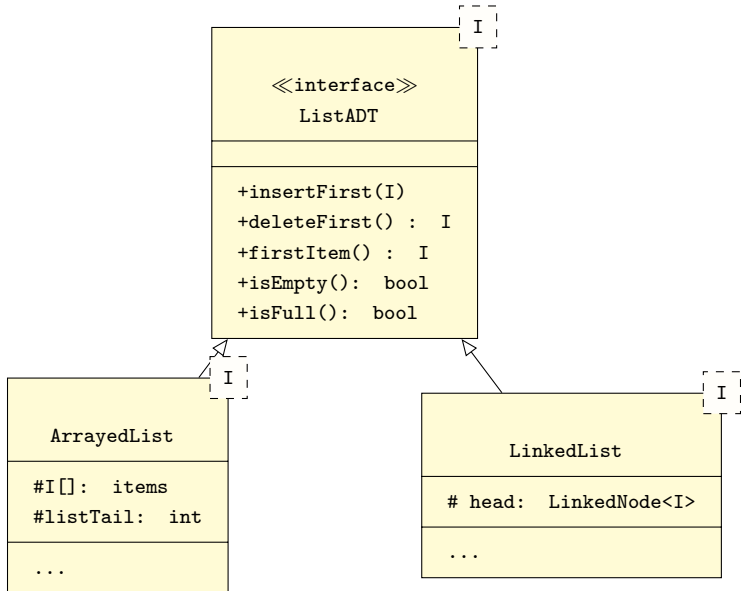 I
≪interface≫
ListADT
+insertFirst(I)
+deleteFirst() : I
+firstItem() : I
+isEmpty(): bool
+isFull(): bool
I
ArrayedList
#I[]: items
#listTail: int
...
I
LinkedList
# head: LinkedNode<I>
...